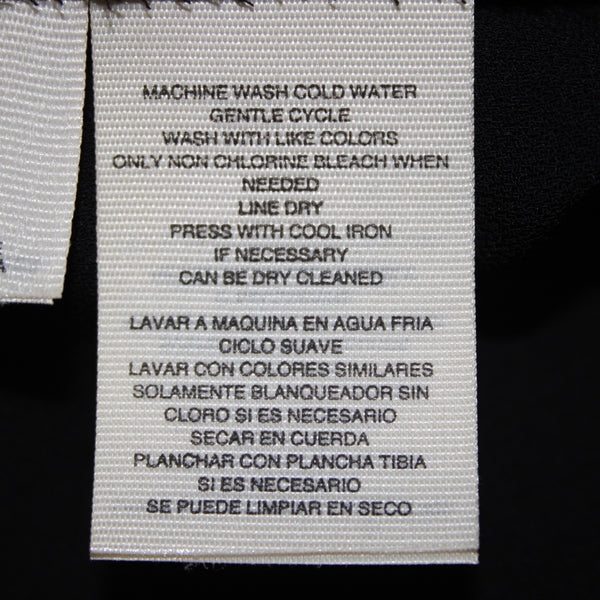 MACHINE WASH COLD WATER
GENTLE CYCLE
WASH WITH LIKE COLORS
ONLY NON CHLORINE BLEACH WHEN
NEEDED
LINE DRY
PRESS WITH COOL IRON
IF NECESSARY
CAN BE DRY CLEANED
LAVAR A MAQUINA EN AGUA FRIA
CICLO SUAVE
LAVAR CON COLORES SIMILARES
SOLAMENTE BLANQUEADOR SIN
CLORO SI ES NECESARIO
SECAR EN CUERDA
PLANCHAR CON PLANCHA TIBIA
SI ES NECESARIO
SE PUEDE LIMPIAR EN SECO